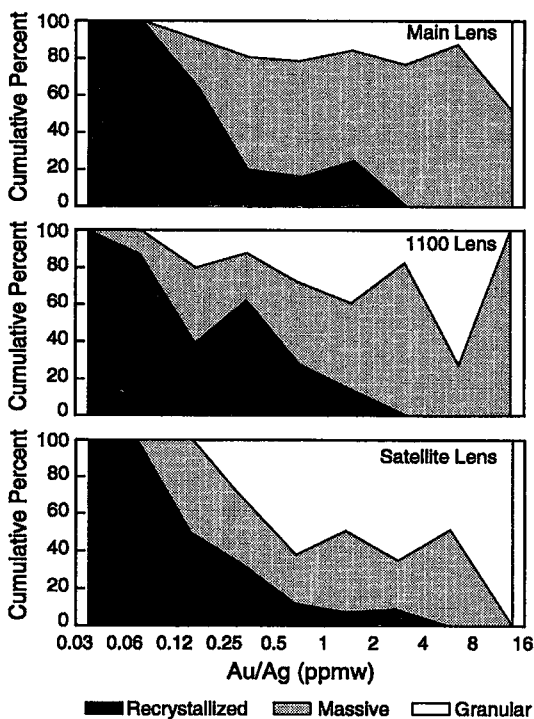 Main Lens
Cumulative Percent
100
80
60
40
20
0
1100 Lens
Cumulative Percent
100
80
60
40
20
0
Satellite Lens
Cumulative Percent
100
80
60
40
20
0
0.03 0.06 0.12 0.25 0.5 1 2 4 8 16
Au/Ag (ppmw)
Recrystallized Massive Granular